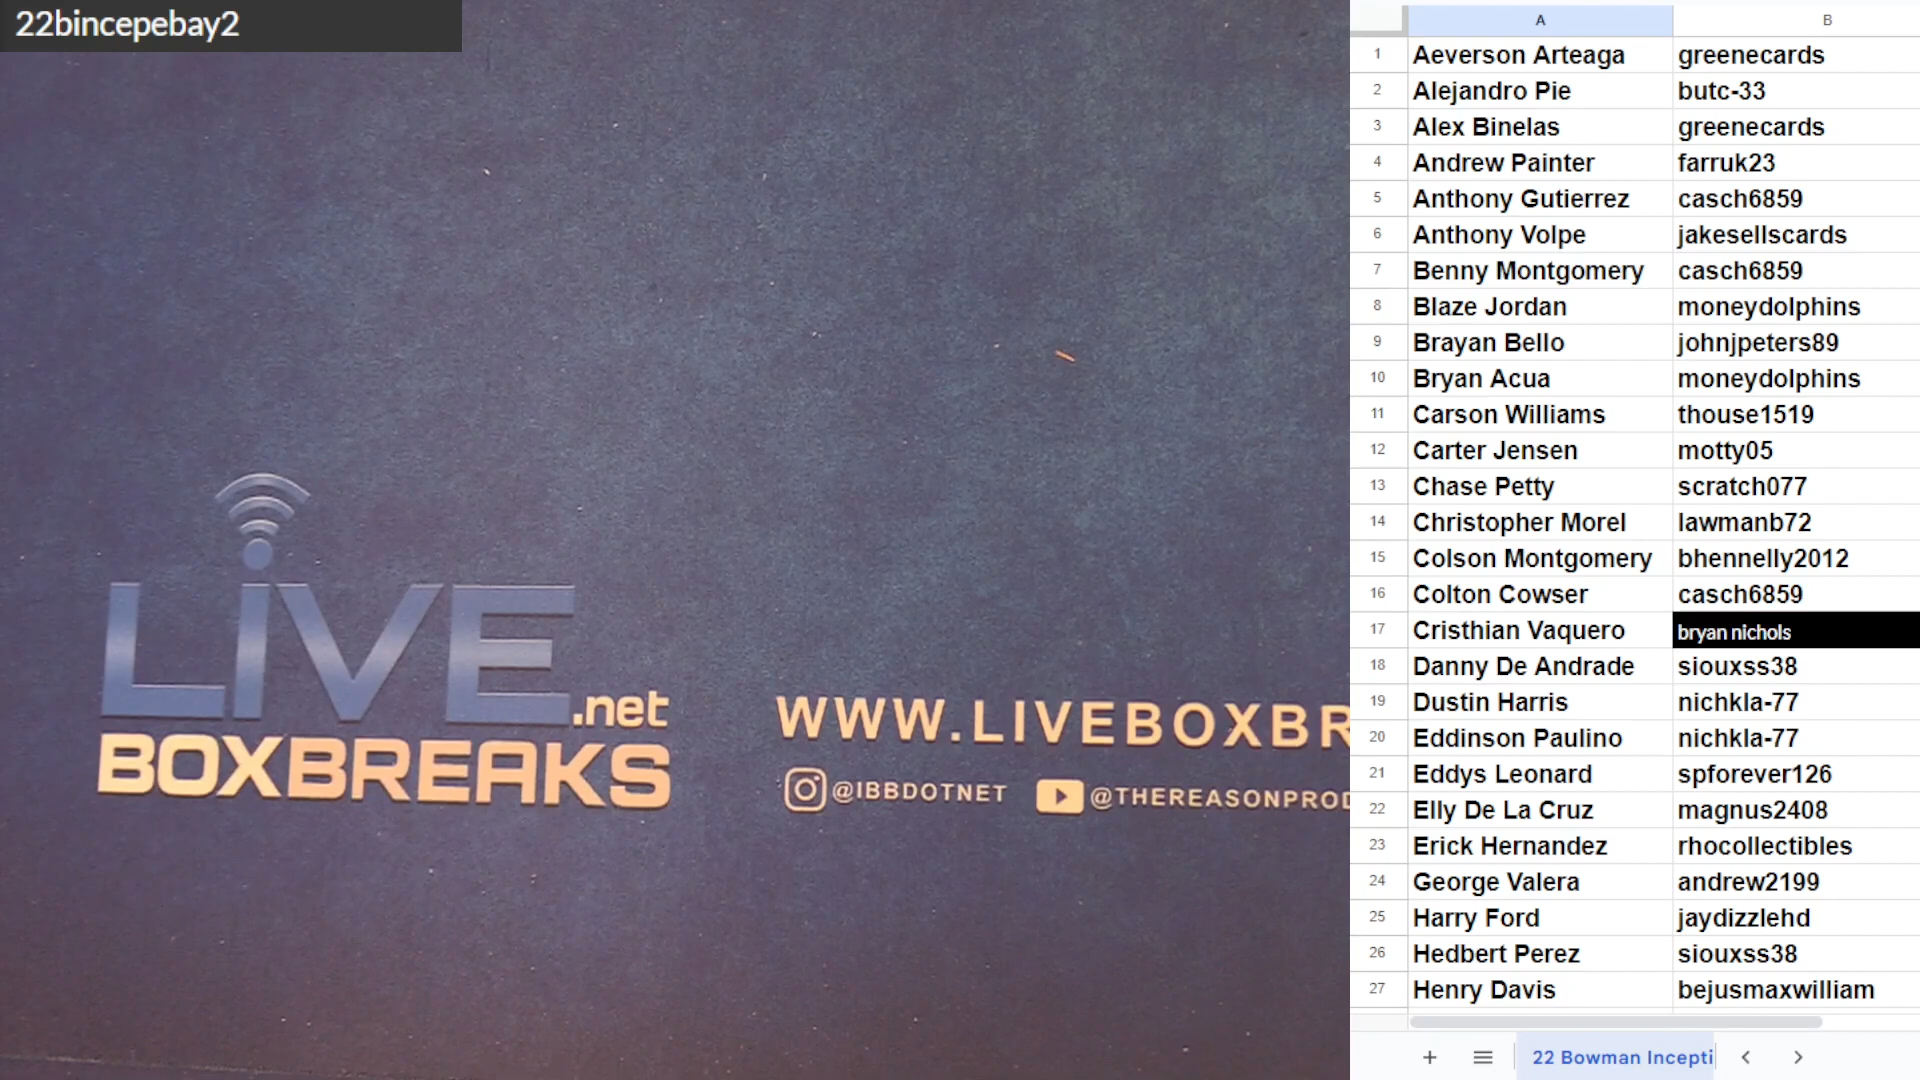 22bincepebay2
LIVE
.net
BOXBREAKS
WWW.LIVEBOXBR
@IBBDOTNET
@THEREASONPROD
A B
1 Aeverson Arteaga greenecards
2 Alejandro Pie butc-33
3 Alex Binelas greenecards
4 Andrew Painter farruk23
5 Anthony Gutierrez casch6859
6 Anthony Volpe jakesellscards
7 Benny Montgomery casch6859
8 Blaze Jordan moneydolphins
9 Brayan Bello johnjpeters89
10 Bryan Acua moneydolphins
11 Carson Williams thouse1519
12 Carter Jensen motty05
13 Chase Petty scratch077
14 Christopher Morel lawmanb72
15 Colson Montgomery bhennelly2012
16 Colton Cowser casch6859
17 Cristhian Vaquero bryan nichols
18 Danny De Andrade siouxss38
19 Dustin Harris nichkla-77
20 Eddinson Paulino nichkla-77
21 Eddys Leonard spforever126
22 Elly De La Cruz magnus2408
23 Erick Hernandez rhocollectibles
24 George Valera andrew2199
25 Harry Ford jaydizzlehd
26 Hedbert Perez siouxss38
27 Henry Davis bejusmaxwilliam
22 Bowman Incepti